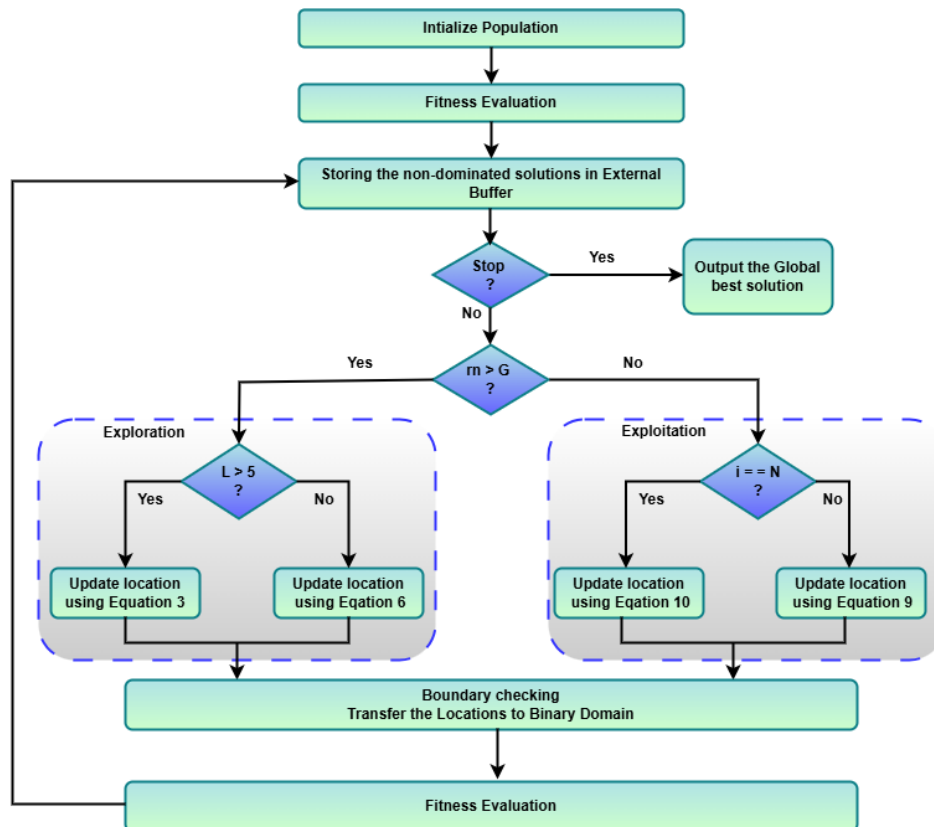 Intialize Population
Fitness Evaluation
Storing the non-dominated solutions in External
Buffer
Stop
?
Yes
Output the Global
best solution
No
rn > G
?
Yes
No
Exploration
L > 5
?
Yes
No
Update location
using Equation 3
Update location
using Eqation 6
Exploitation
i = = N
?
Yes
No
Update location
using Eqation 10
Update location
using Equation 9
Boundary checking
Transfer the Locations to Binary Domain
Fitness Evaluation